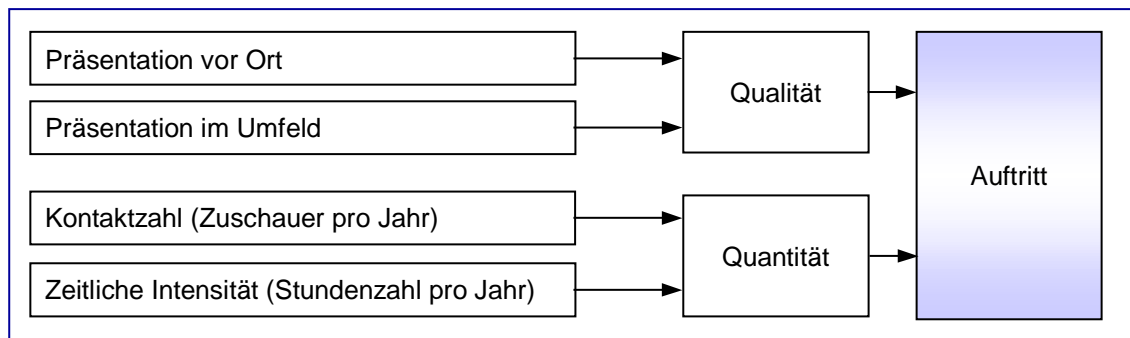 Präsentation vor Ort
Präsentation im Umfeld
Qualität
Kontaktzahl (Zuschauer pro Jahr)
Zeitliche Intensität (Stundenzahl pro Jahr)
Quantität
Auftritt